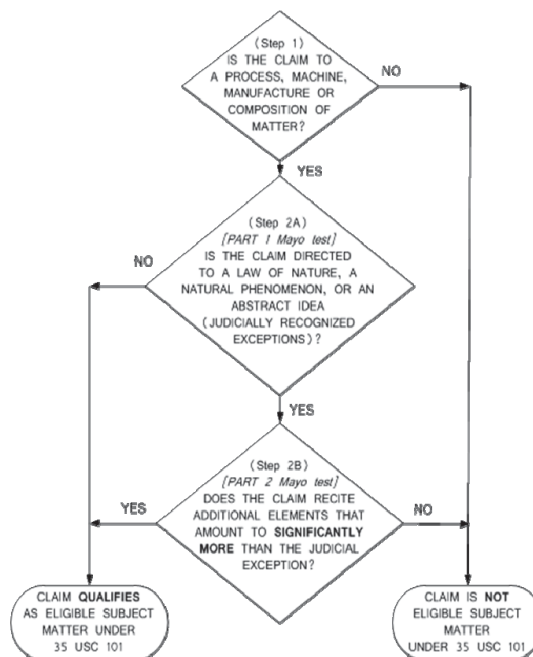 (Step 1)
IS THE CLAIM TO
A PROCESS, MACHINE,
MANUFACTURE OR
COMPOSITION OF
MATTER?
NO
YES
(Step 2A)
[PART 1 Mayo test]
IS THE CLAIM DIRECTED
TO A LAW OF NATURE, A
NATURAL PHENOMENON, OR AN
ABSTRACT IDEA
(JUDICIALLY RECOGNIZED
EXCEPTIONS)?
NO
YES
(Step 2B)
[PART 2 Mayo test]
DOES THE CLAIM RECITE
ADDITIONAL ELEMENTS THAT
AMOUNT TO SIGNIFICANTLY
MORE THAN THE JUDICIAL
EXCEPTION?
YES
NO
CLAIM QUALIFIES
AS ELIGIBLE SUBJECT
MATTER UNDER
35 USC 101
CLAIM IS NOT
ELIGIBLE SUBJECT
MATTER
UNDER 35 USC 101